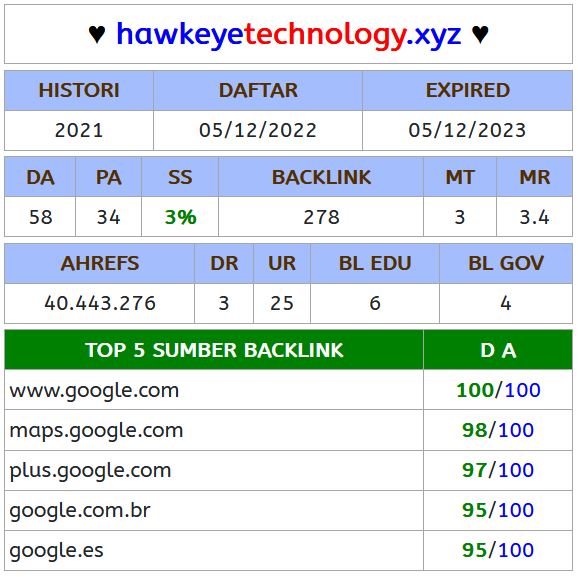 ♥ hawkeyetechnology.xyz ♥
HISTORI DAFTAR EXPIRED
2021 05/12/2022 05/12/2023
DA PA SS BACKLINK MT MR
58 34 3% 278 3 3.4
AHREFS DR UR BL EDU BL GOV
40.443.276 3 25 6 4
TOP 5 SUMBER BACKLINK D A
www.google.com 100/100
maps.google.com 98/100
plus.google.com 97/100
google.com.br 95/100
google.es 95/100